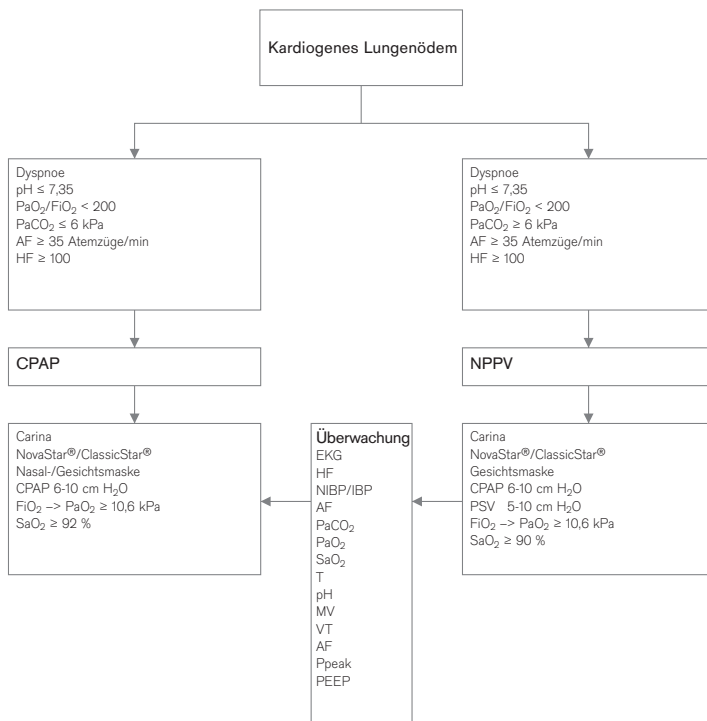 Kardiogenes Lungenödem
Dyspnoe
pH ≤ 7,35
PaO₂/FiO₂ < 200
PaCO₂ ≤ 6 kPa
AF ≥ 35 Atemzüge/min
HF ≥ 100
Dyspnoe
pH ≤ 7,35
PaO₂/FiO₂ < 200
PaCO₂ ≥ 6 kPa
AF ≥ 35 Atemzüge/min
HF ≥ 100
CPAP
NPPV
Carina
NovaStar®/ClassicStar®
Nasal-/Gesichtsmaske
CPAP 6-10 cm H₂O
FiO₂ –> PaO₂ ≥ 10,6 kPa
SaO₂ ≥ 92 %
Überwachung
EKG
HF
NIBP/IBP
AF
PaCO₂
PaO₂
SaO₂
T
pH
MV
VT
AF
Ppeak
PEEP
Carina
NovaStar®/ClassicStar®
Gesichtsmaske
CPAP 6-10 cm H₂O
PSV 5-10 cm H₂O
FiO₂ –> PaO₂ ≥ 10,6 kPa
SaO₂ ≥ 90 %